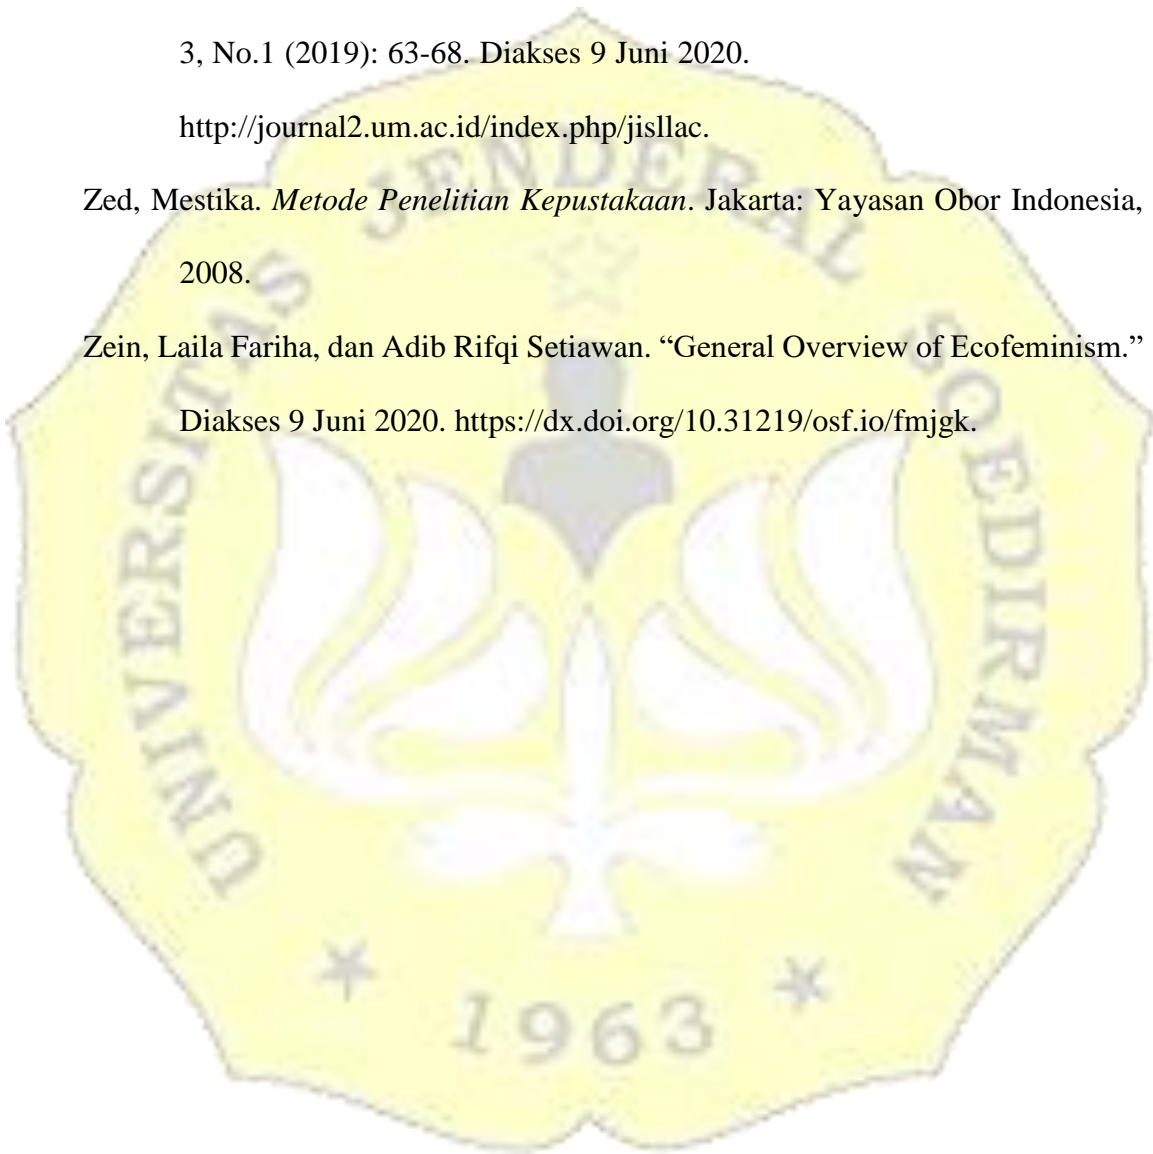 3, No.1 (2019): 63-68. Diakses 9 Juni 2020.
http://journal2.um.ac.id/index.php/jisllac.
Zed, Mestika. Metode Penelitian Kepustakaan. Jakarta: Yayasan Obor Indonesia,
2008.
Zein, Laila Fariha, dan Adib Rifqi Setiawan. “General Overview of Ecofeminism.”
Diakses 9 Juni 2020. https://dx.doi.org/10.31219/osf.io/fmjgk.
UNIVERSITAS JENDERAL SOEDIRMAN
1963